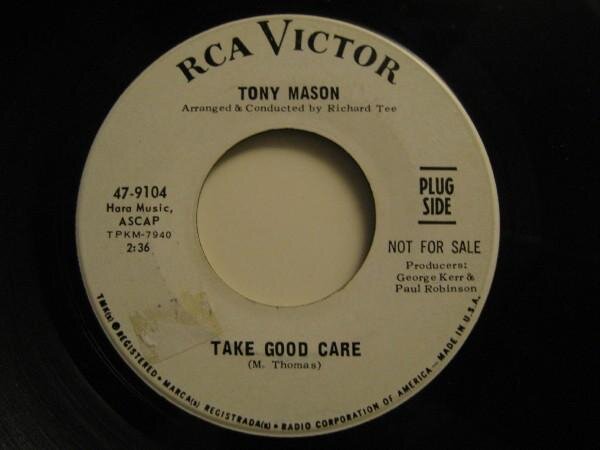 RCA VICTOR
TONY MASON
Arranged & Conducted by Richard Tee
47-9104
Hara Music,
ASCAP
TPKM-7940
2:36
PLUG
SIDE
NOT FOR SALE
Producers:
George Kerr &
Paul Robinson
TAKE GOOD CARE
(M. Thomas)
TMK(s) ® REGISTERED • MARCA(s) REGISTRADA(s) • RADIO CORPORATION OF AMERICA—MADE IN U.S.A.